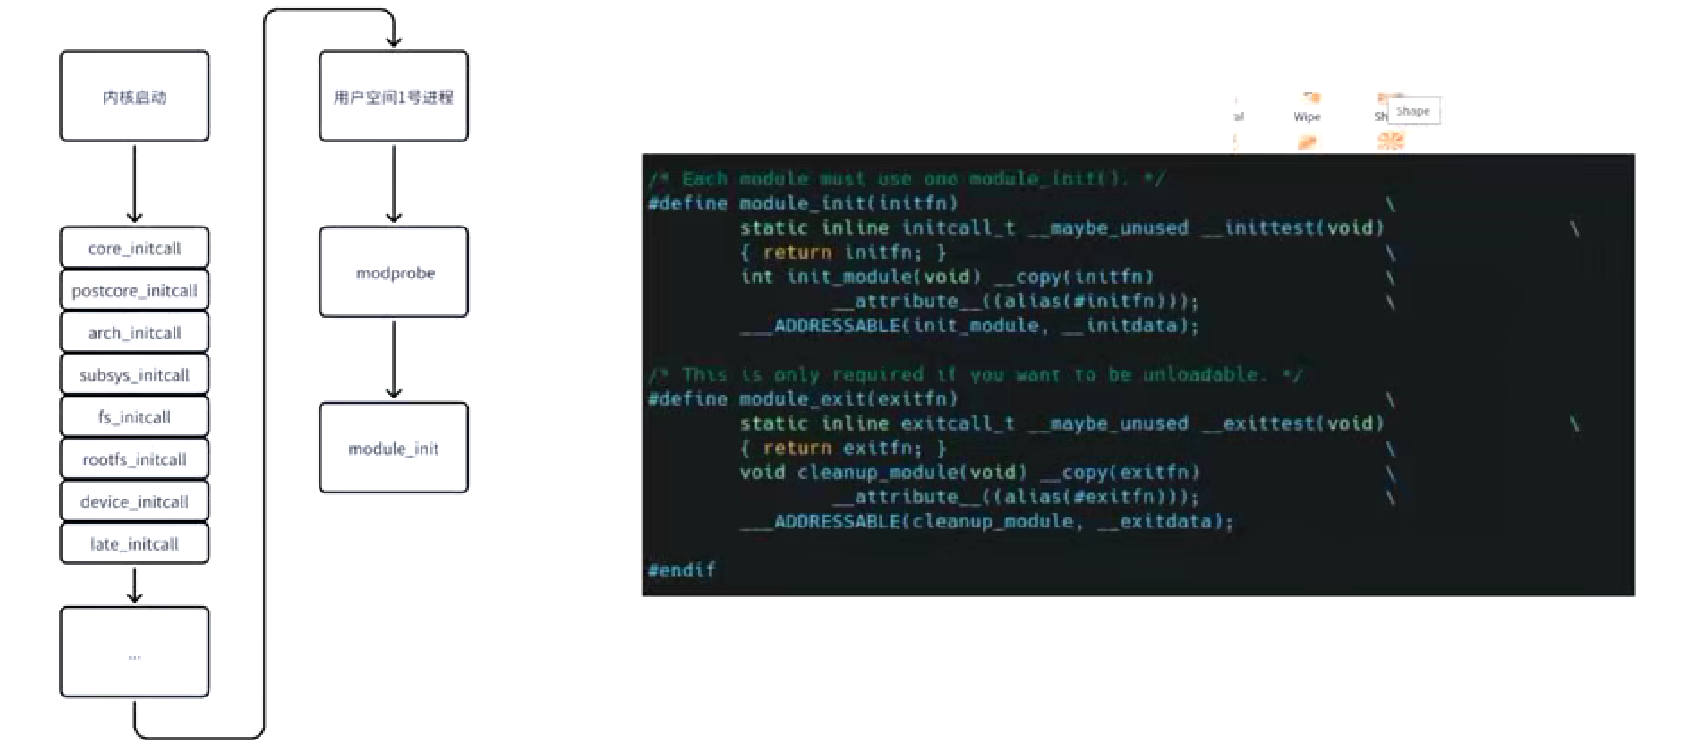 内核启动
core_initcall
postcore_initcall
arch_initcall
subsys_initcall
fs_initcall
rootfs_initcall
device_initcall
late_initcall
...
用户空间1号进程
modprobe
module_init
Wipe
Shape
/* Each module must use one module_init(). */
#define module_init(initfn) \
static inline initcall_t __maybe_unused __inittest(void) \
{ return initfn; } \
int init_module(void) __copy(initfn) \
__attribute__((alias(#initfn))); \
___ADDRESSABLE(init_module, __initdata);
/* This is only required if you want to be unloadable. */
#define module_exit(exitfn) \
static inline exitcall_t __maybe_unused __exittest(void) \
{ return exitfn; } \
void cleanup_module(void) __copy(exitfn) \
__attribute__((alias(#exitfn))); \
___ADDRESSABLE(cleanup_module, __exitdata);
#endif